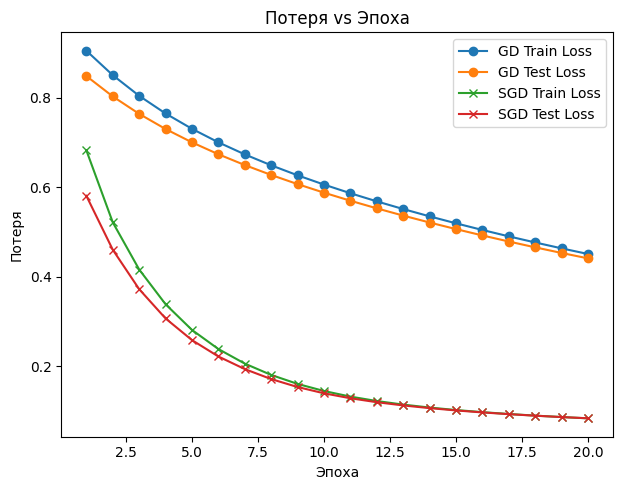 Потеря vs Эпоха
GD Train Loss
GD Test Loss
SGD Train Loss
SGD Test Loss
Потеря
0.8
0.6
0.4
0.2
2.5 5.0 7.5 10.0 12.5 15.0 17.5 20.0
Эпоха